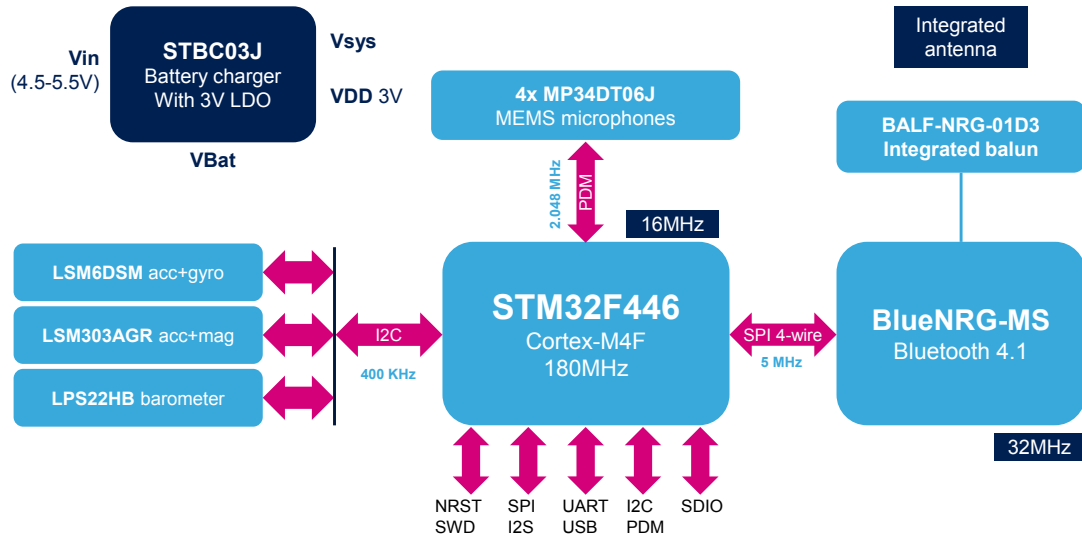 Vin
(4.5-5.5V)
STBC03J
Battery charger
With 3V LDO
Vsys
VDD 3V
VBat
4x MP34DT06J
MEMS microphones
Integrated
antenna
BALF-NRG-01D3
Integrated balun
2.048 MHz
PDM
16MHz
LSM6DSM acc+gyro
LSM303AGR acc+mag
LPS22HB barometer
I2C
400 KHz
STM32F446
Cortex-M4F
180MHz
SPI 4-wire
5 MHz
BlueNRG-MS
Bluetooth 4.1
32MHz
NRST
SWD
SPI
I2S
UART
USB
I2C
PDM
SDIO